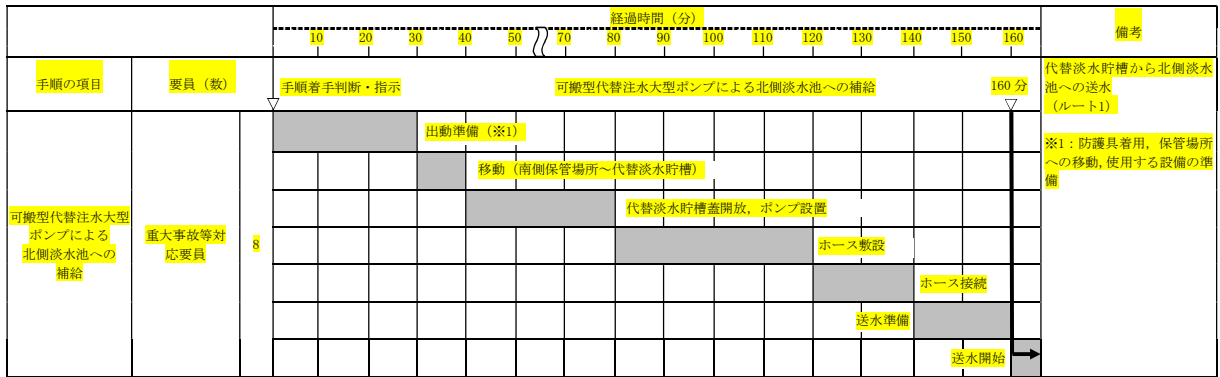 経過時間（分）
備考
10 20 30 40 50 70 80 90 100 110 120 130 140 150 160
手順の項目
要員（数）
手順着手判断・指示
可搬型代替注水大型ポンプによる北側淡水池への補給
160 分
代替淡水貯槽から北側淡水
池への送水
（ルート1）
※1：防護具着用，保管場所
への移動,使用する設備の準
備
可搬型代替注水大型
ポンプによる
北側淡水池への
補給
重大事故等対
応要員
8
出動準備（※1）
移動（南側保管場所～代替淡水貯槽）
代替淡水貯槽蓋開放，ポンプ設置
ホース敷設
ホース接続
送水準備
送水開始